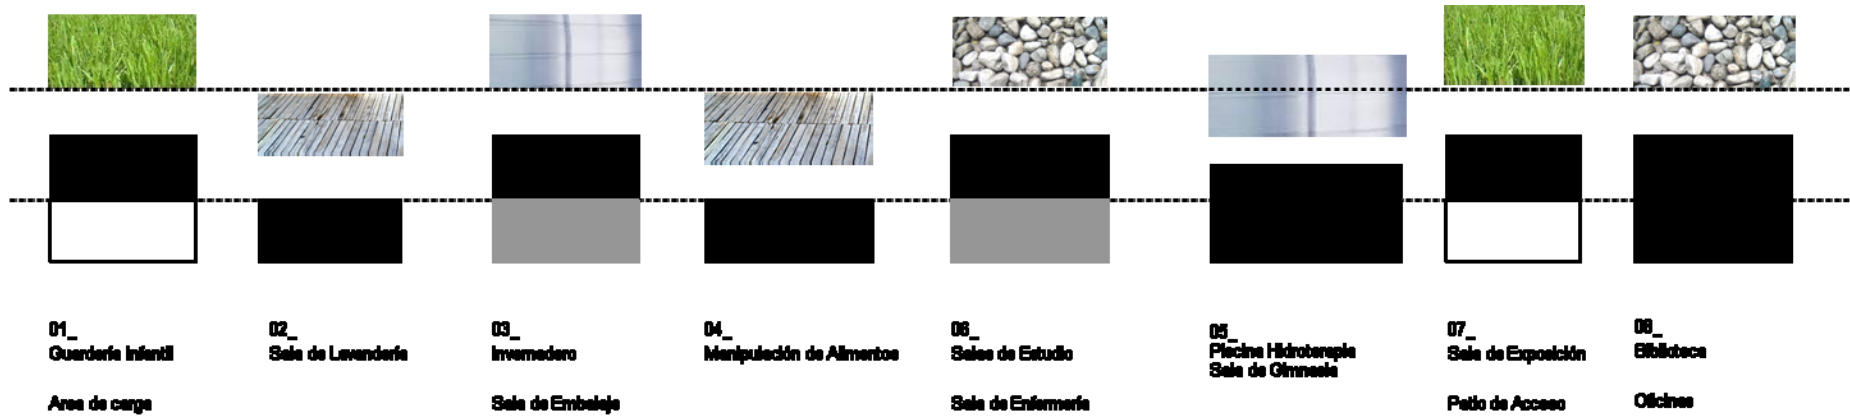 01_
Guardería Infantil
Area de carga
02_
Sala de Lavandería
03_
Invernadero
Sala de Embalaje
04_
Manipulación de Alimentos
06_
Salas de Estudio
Sala de Enfermería
05_
Piscina Hidroterapia
Sala de Gimnasia
07_
Sala de Exposición
Patio de Acceso
08_
Biblioteca
Oficinas